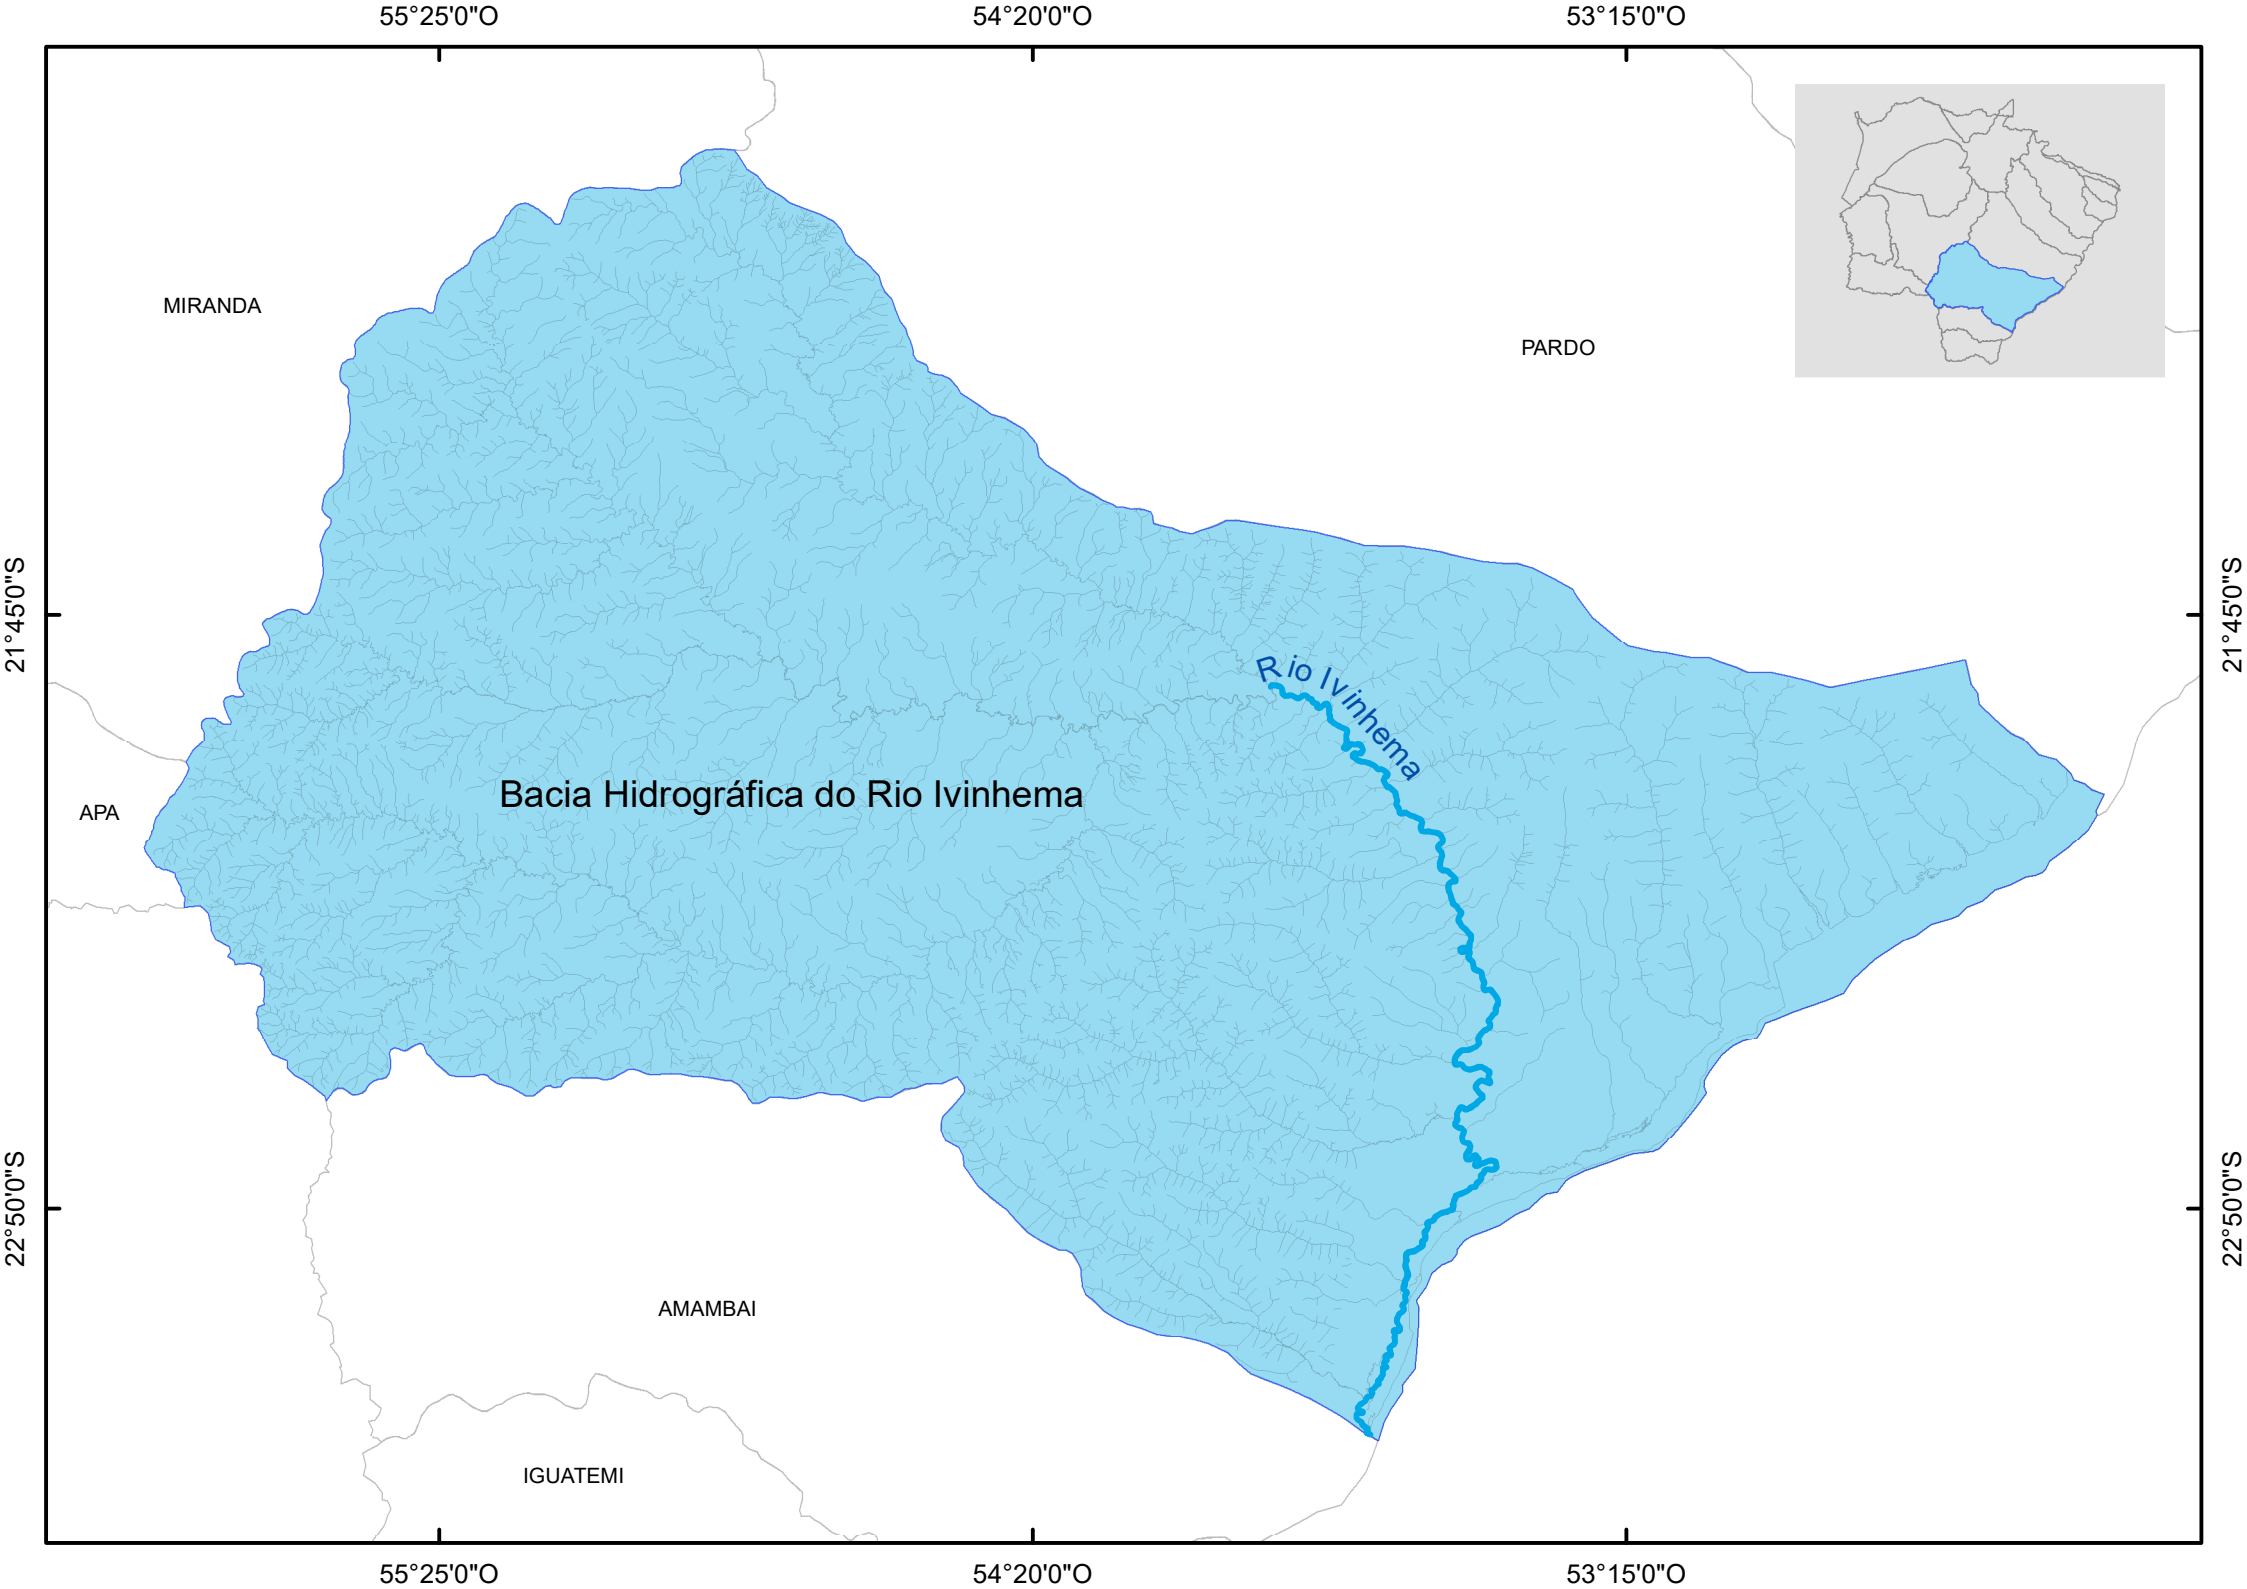 55°25'0"O
54°20'0"O
53°15'0"O
MIRANDA
PARDO
21°45'0"S
21°45'0"S
Rio Ivinhema
Bacia Hidrográfica do Rio Ivinhema
APA
22°50'0"S
22°50'0"S
AMAMBAI
IGUATEMI
55°25'0"O
54°20'0"O
53°15'0"O